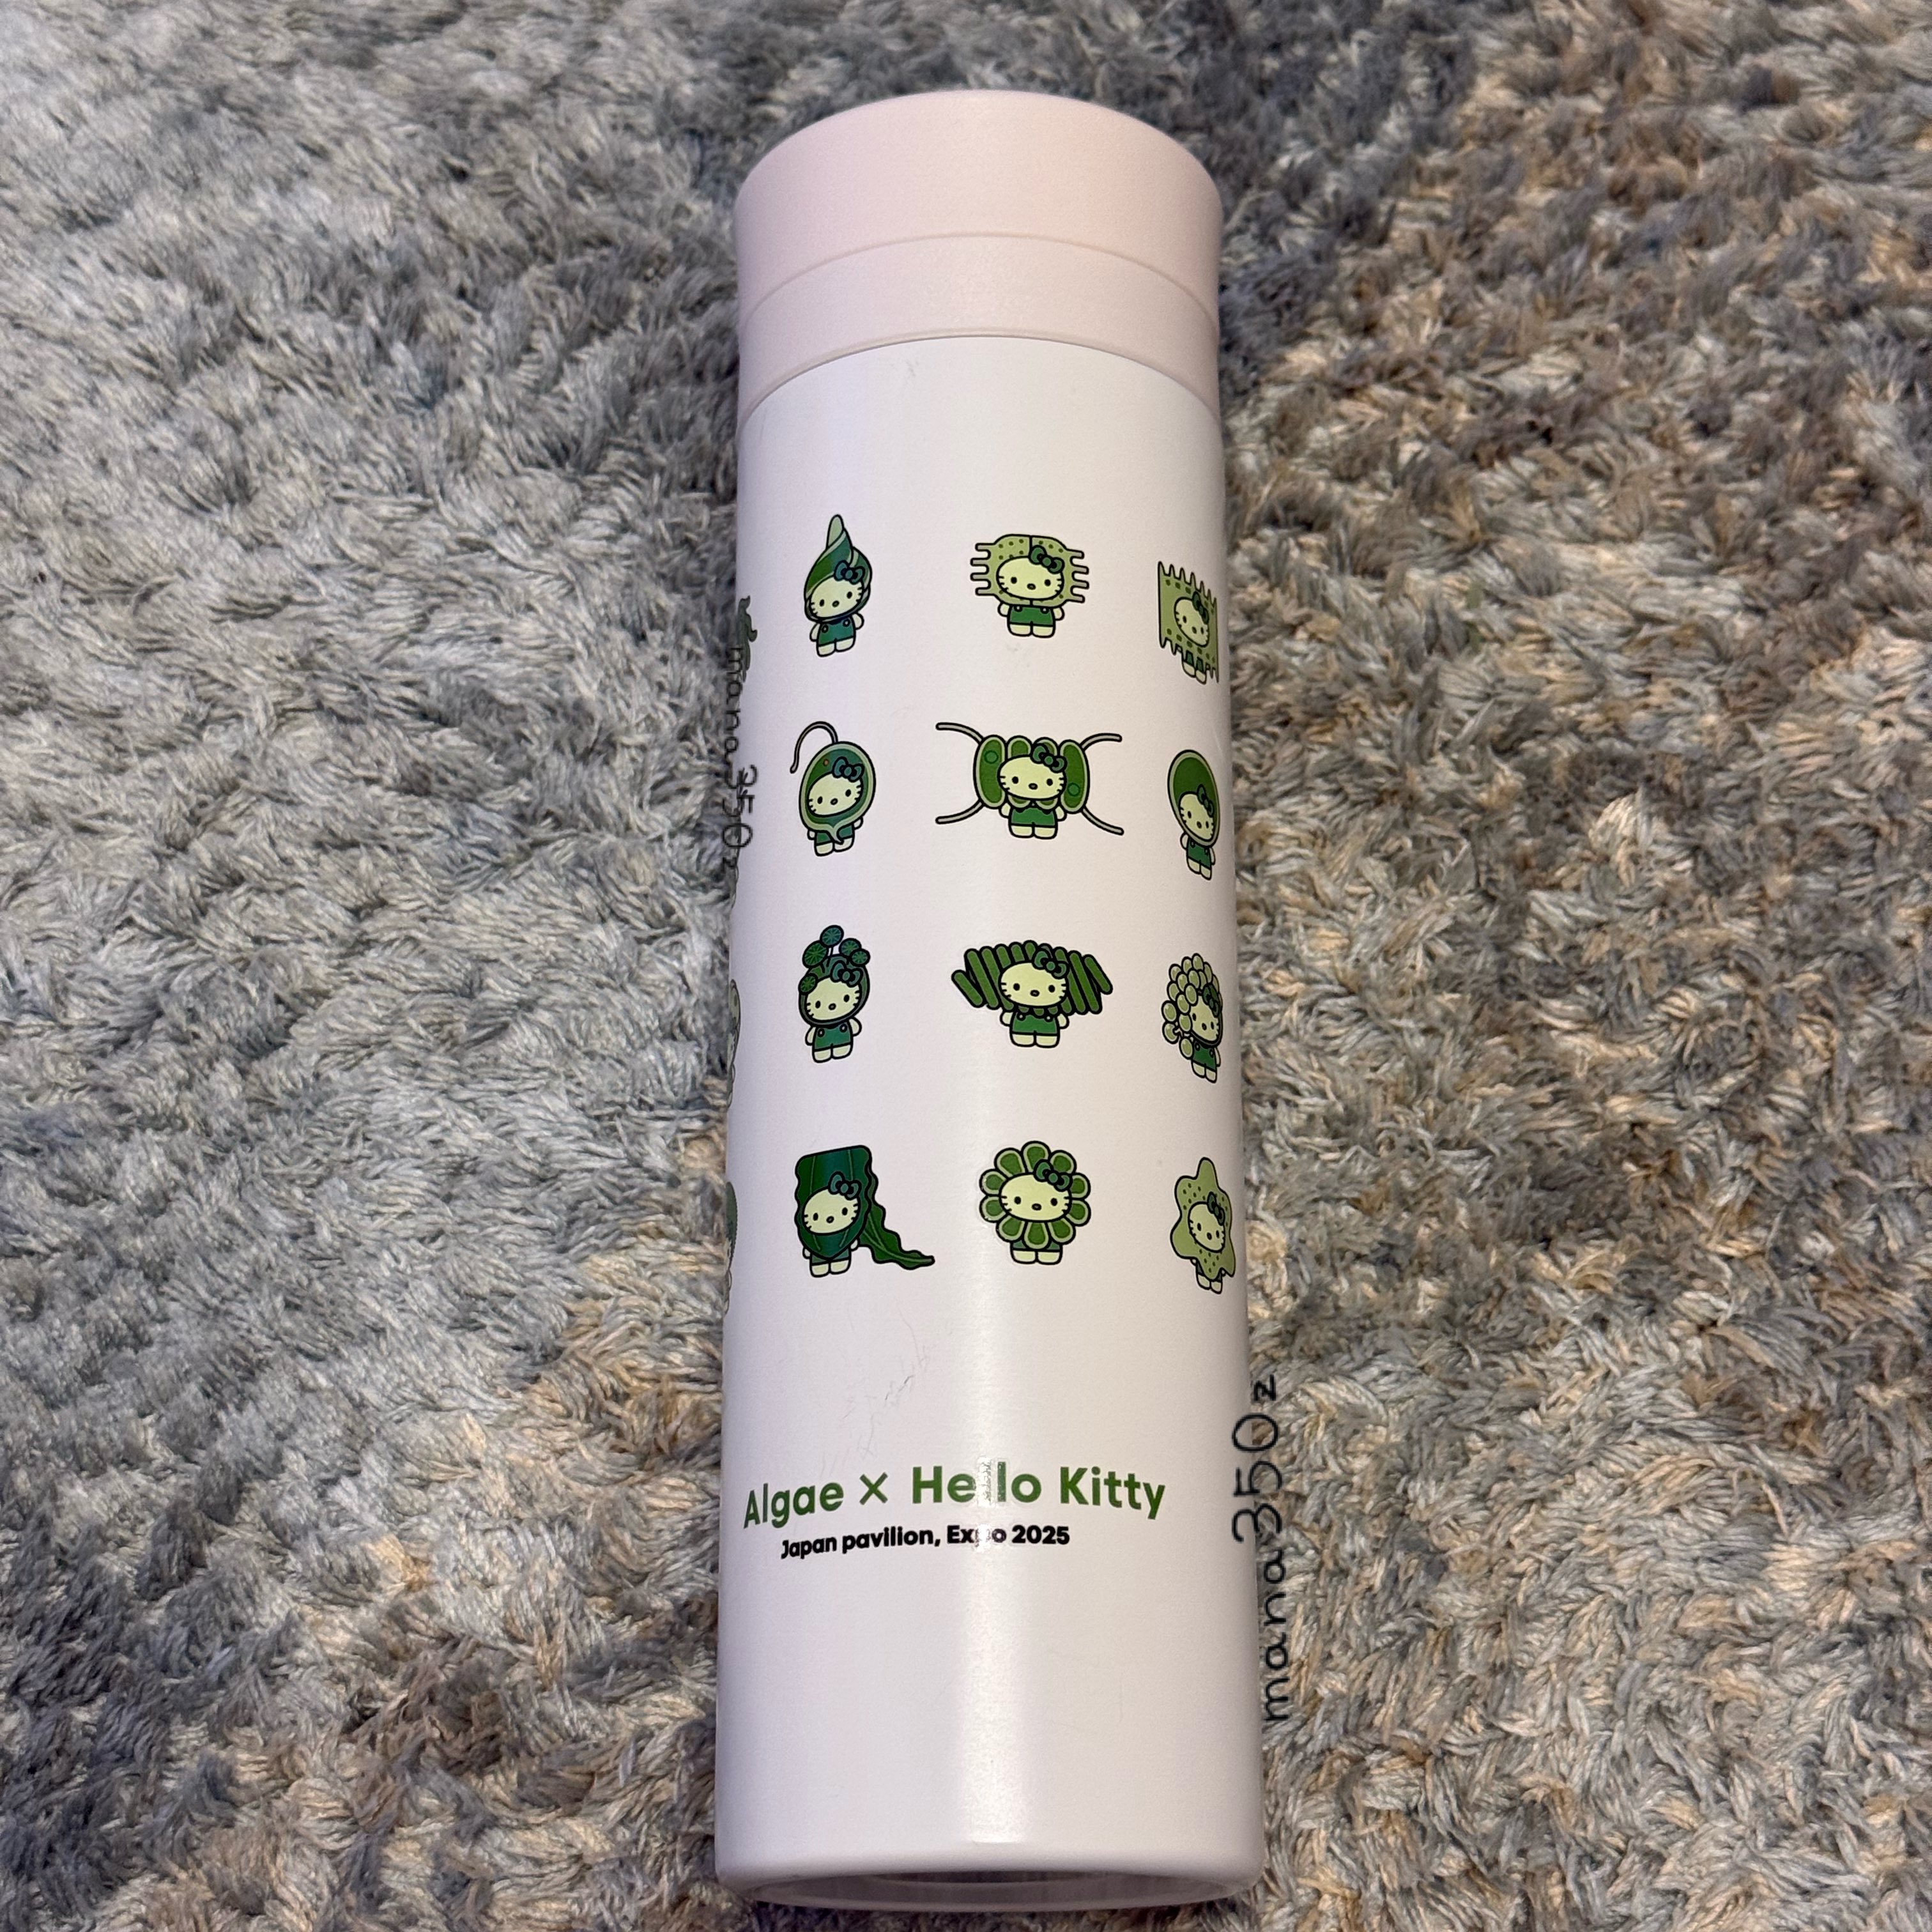 mana350z
Algae × Hello Kitty
Japan pavilion, Expo 2025
mana350z